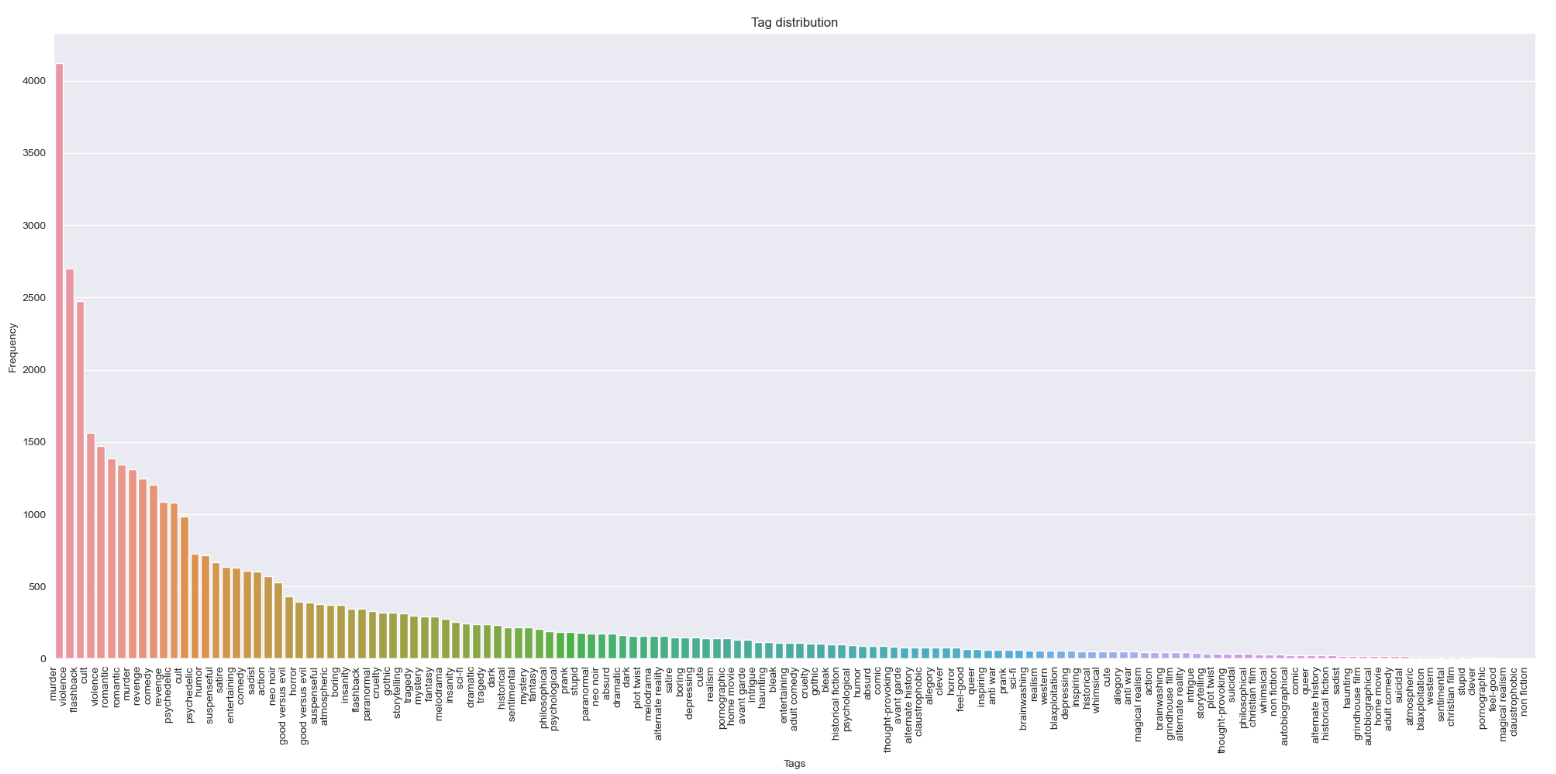 Tag distribution
Frequency
4000
3500
3000
2500
2000
1500
1000
500
0
murder
violence
flashback
cult
violence
romantic
romantic
murder
revenge
comedy
revenge
psychedelic
cult
psychedelic
humor
suspenseful
satire
entertaining
comedy
sadist
action
neo noir
good versus evil
horror
good versus evil
suspenseful
atmospheric
boring
insanity
flashback
paranormal
cruelty
gothic
storytelling
tragedy
mystery
fantasy
melodrama
insanity
sci-fi
dramatic
tragedy
dark
historical
sentimental
mystery
fantasy
philosophical
psychological
prank
stupid
paranormal
neo noir
absurd
dramatic
dark
plot twist
melodrama
alternate reality
satire
boring
depressing
cute
realism
pornographic
home movie
avant garde
intrigue
haunting
bleak
entertaining
adult comedy
cruelty
gothic
bleak
historical fiction
psychological
humor
absurd
comic
thought-provoking
avant garde
alternate history
claustrophobic
allegory
clever
horror
feel-good
queer
inspiring
anti war
prank
sci-fi
brainwashing
realism
western
blaxploitation
depressing
inspiring
historical
whimsical
cute
allegory
anti war
magical realism
action
brainwashing
grindhouse film
alternate reality
intrigue
storytelling
plot twist
thought-provoking
suicidal
philosophical
christian film
whimsical
non fiction
autobiographical
comic
queer
alternate history
historical fiction
sadist
haunting
grindhouse film
autobiographical
home movie
adult comedy
suicidal
atmospheric
blaxploitation
western
sentimental
christian film
stupid
clever
pornographic
feel-good
magical realism
claustrophobic
non fiction
Tags